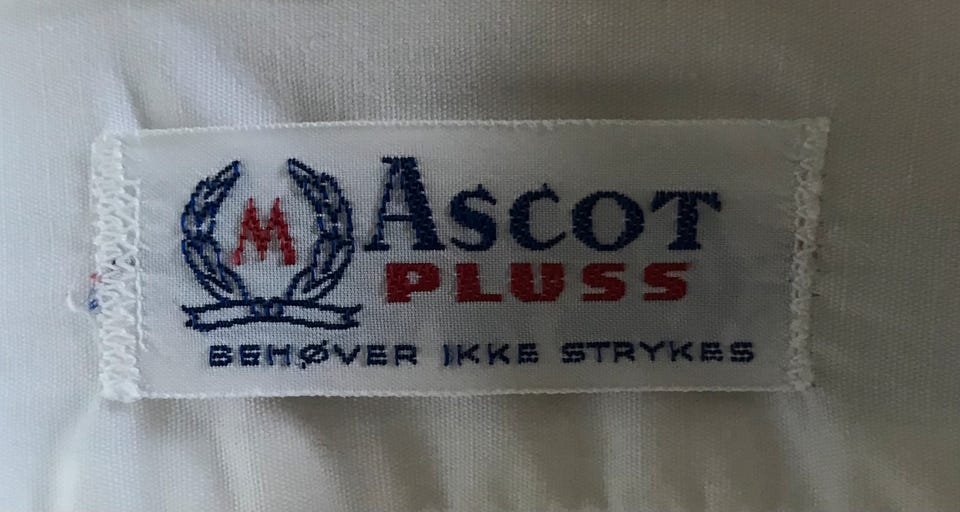 M
ASCOT
PLUSS
BEHØVER IKKE STRYKES